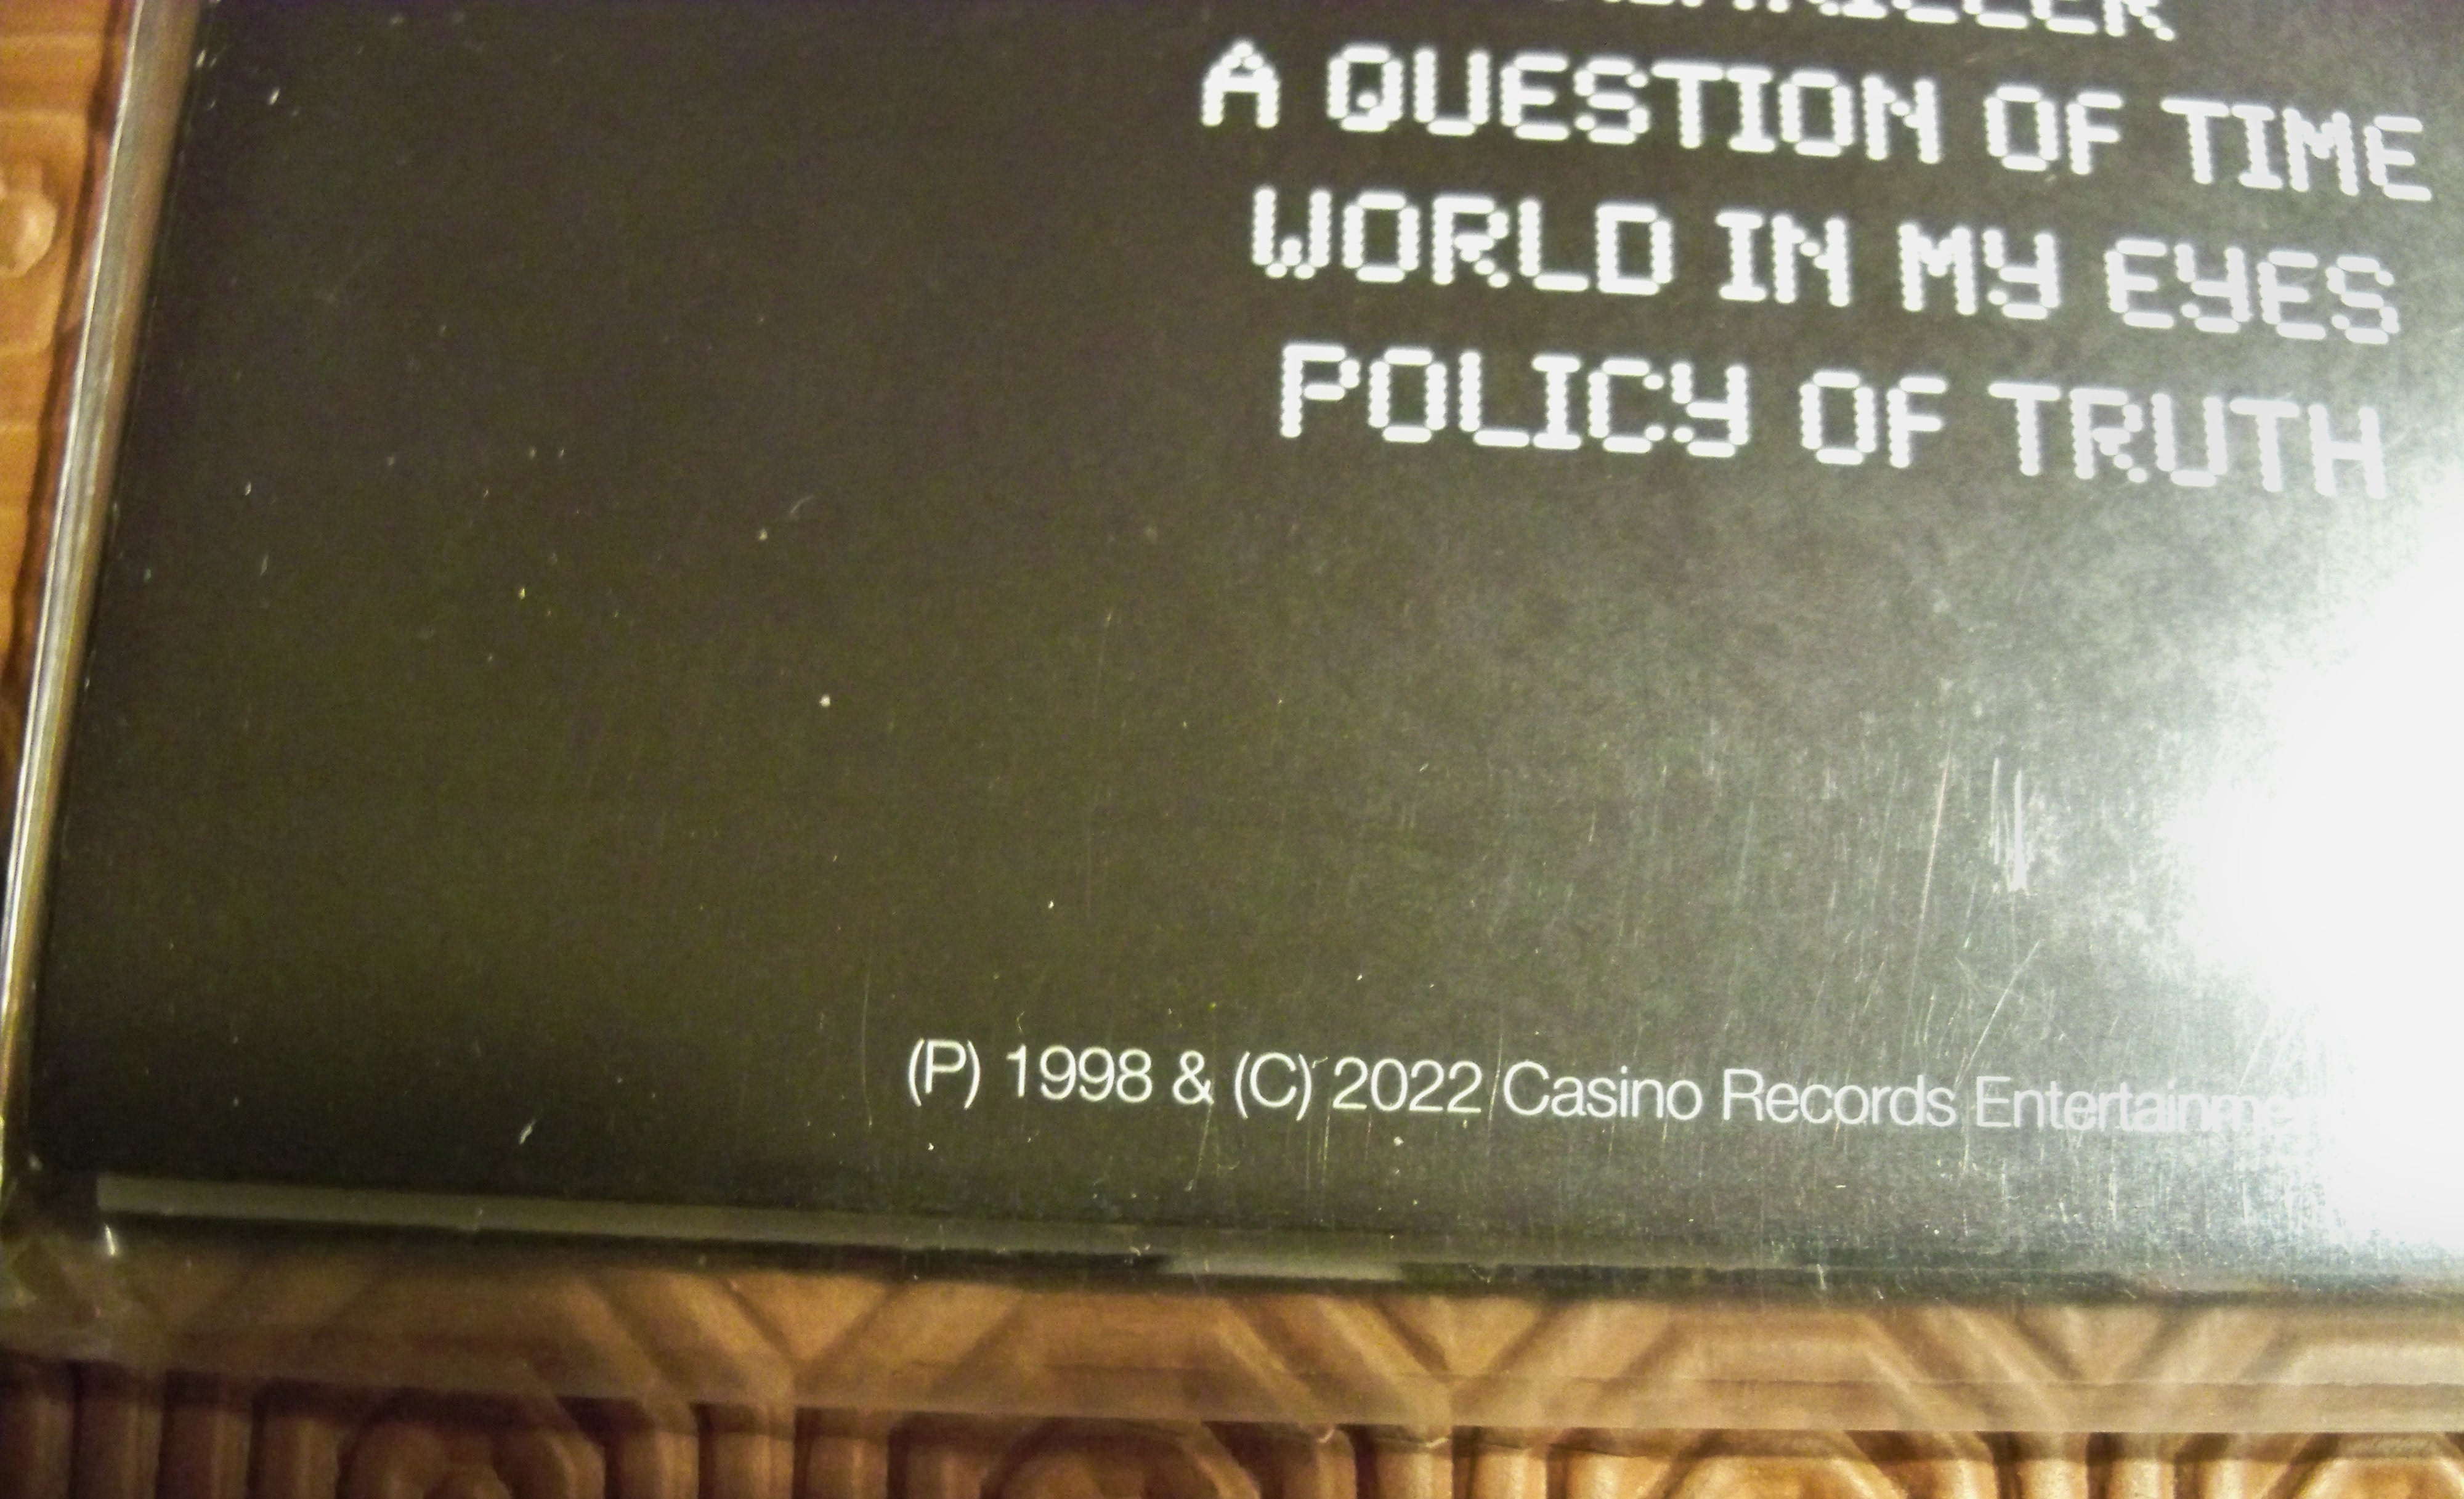 A QUESTION OF TIME
WORLD IN MY EYES
POLICY OF TRUTH
(P) 1998 & (C) 2022 Casino Records